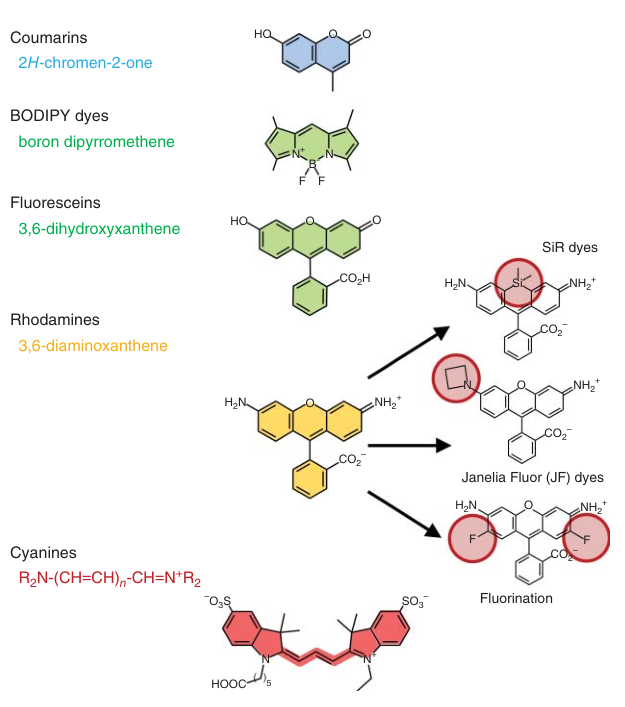 Coumarins
2H-chromen-2-one
HO
O
O
BODIPY dyes
boron dipyrromethene
N⁺
N
B
F
F
Fluoresceins
3,6-dihydroxyxanthene
HO
O
O
CO₂H
SiR dyes
H₂N
Si
NH₂⁺
CO₂⁻
Rhodamines
3,6-diaminoxanthene
H₂N
O
NH₂⁺
CO₂⁻
N
O
NH₂⁺
CO₂⁻
Janelia Fluor (JF) dyes
H₂N
O
NH₂⁺
F
F
CO₂⁻
Fluorination
Cyanines
R₂N-(CH=CH)ₙ-CH=N⁺R₂
⁻O₃S
SO₃⁻
N
N⁺
HOOC
( )₅